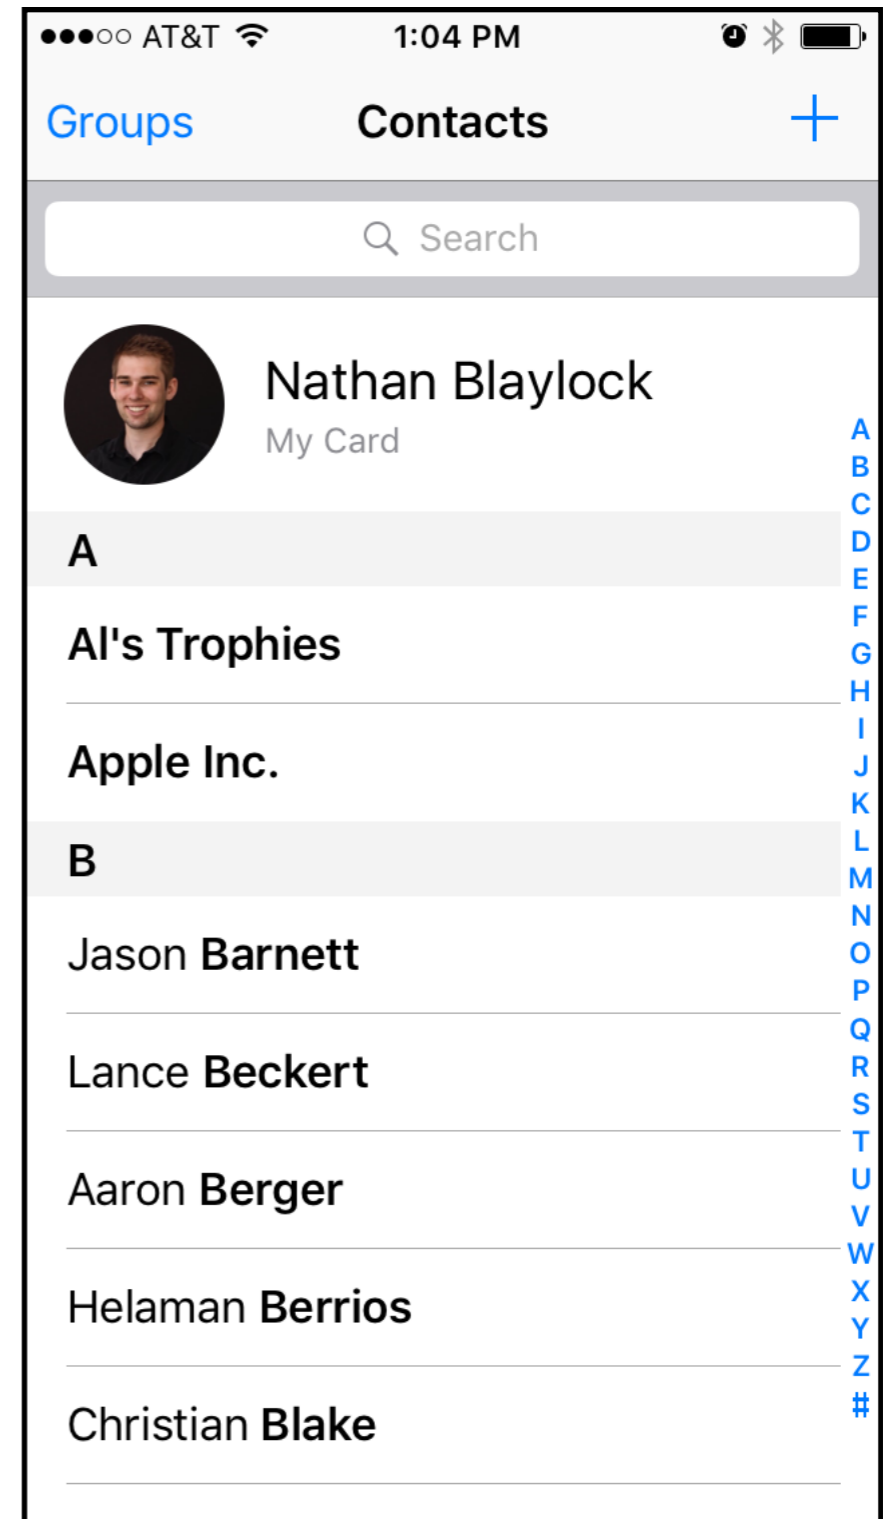 AT&T 1:04 PM
Groups Contacts +
Search
Nathan Blaylock
My Card
A
Al's Trophies
Apple Inc.
B
Jason Barnett
Lance Beckert
Aaron Berger
Helaman Berrios
Christian Blake
A
B
C
D
E
F
G
H
I
J
K
L
M
N
O
P
Q
R
S
T
U
V
W
X
Y
Z
#